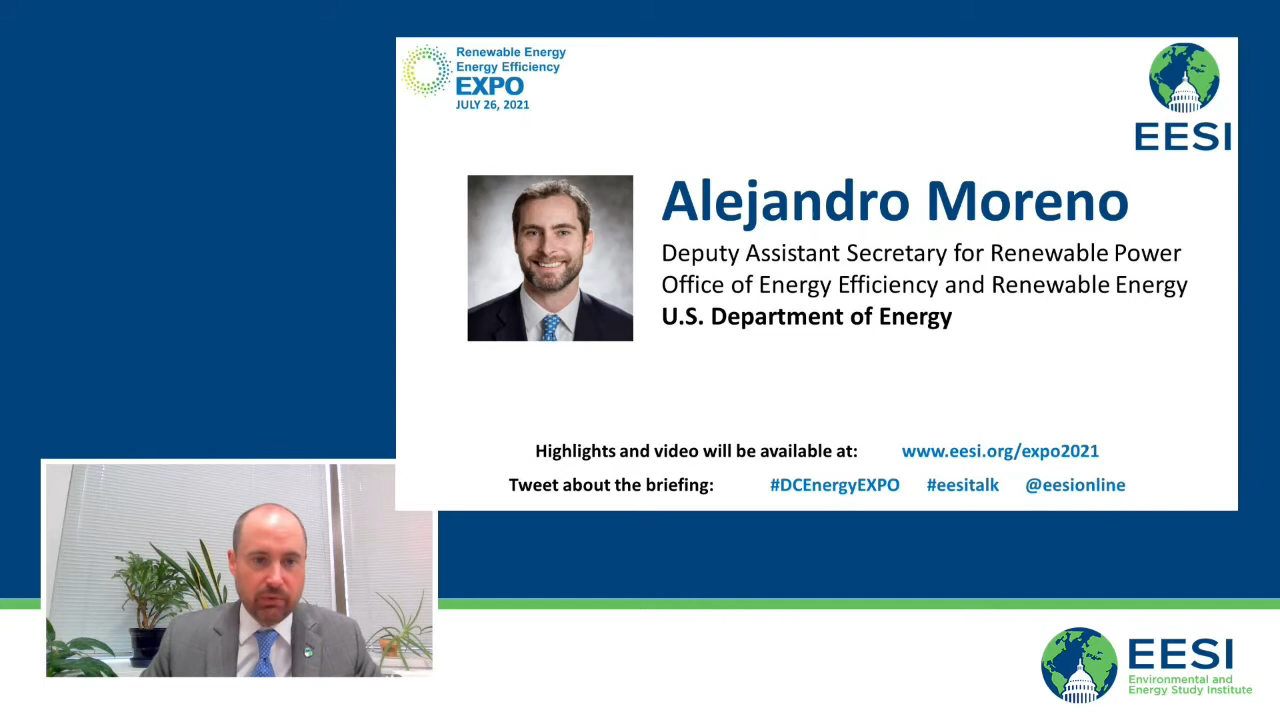 Renewable Energy
Energy Efficiency
EXPO
JULY 26, 2021
EESI
Alejandro Moreno
Deputy Assistant Secretary for Renewable Power
Office of Energy Efficiency and Renewable Energy
U.S. Department of Energy
Highlights and video will be available at: www.eesi.org/expo2021
Tweet about the briefing: #DCEnergyEXPO #eesitalk @eesionline
EESI
Environmental and
Energy Study Institute